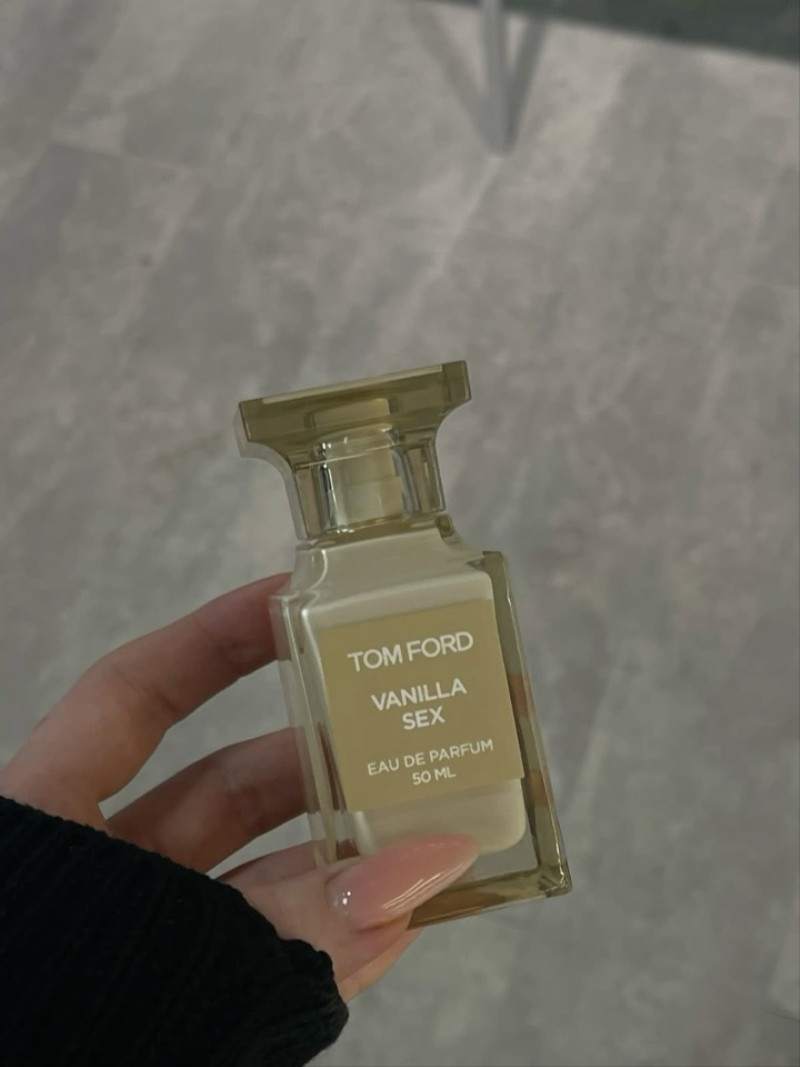 TOM FORD
VANILLA
SEX
EAU DE PARFUM
50 ML